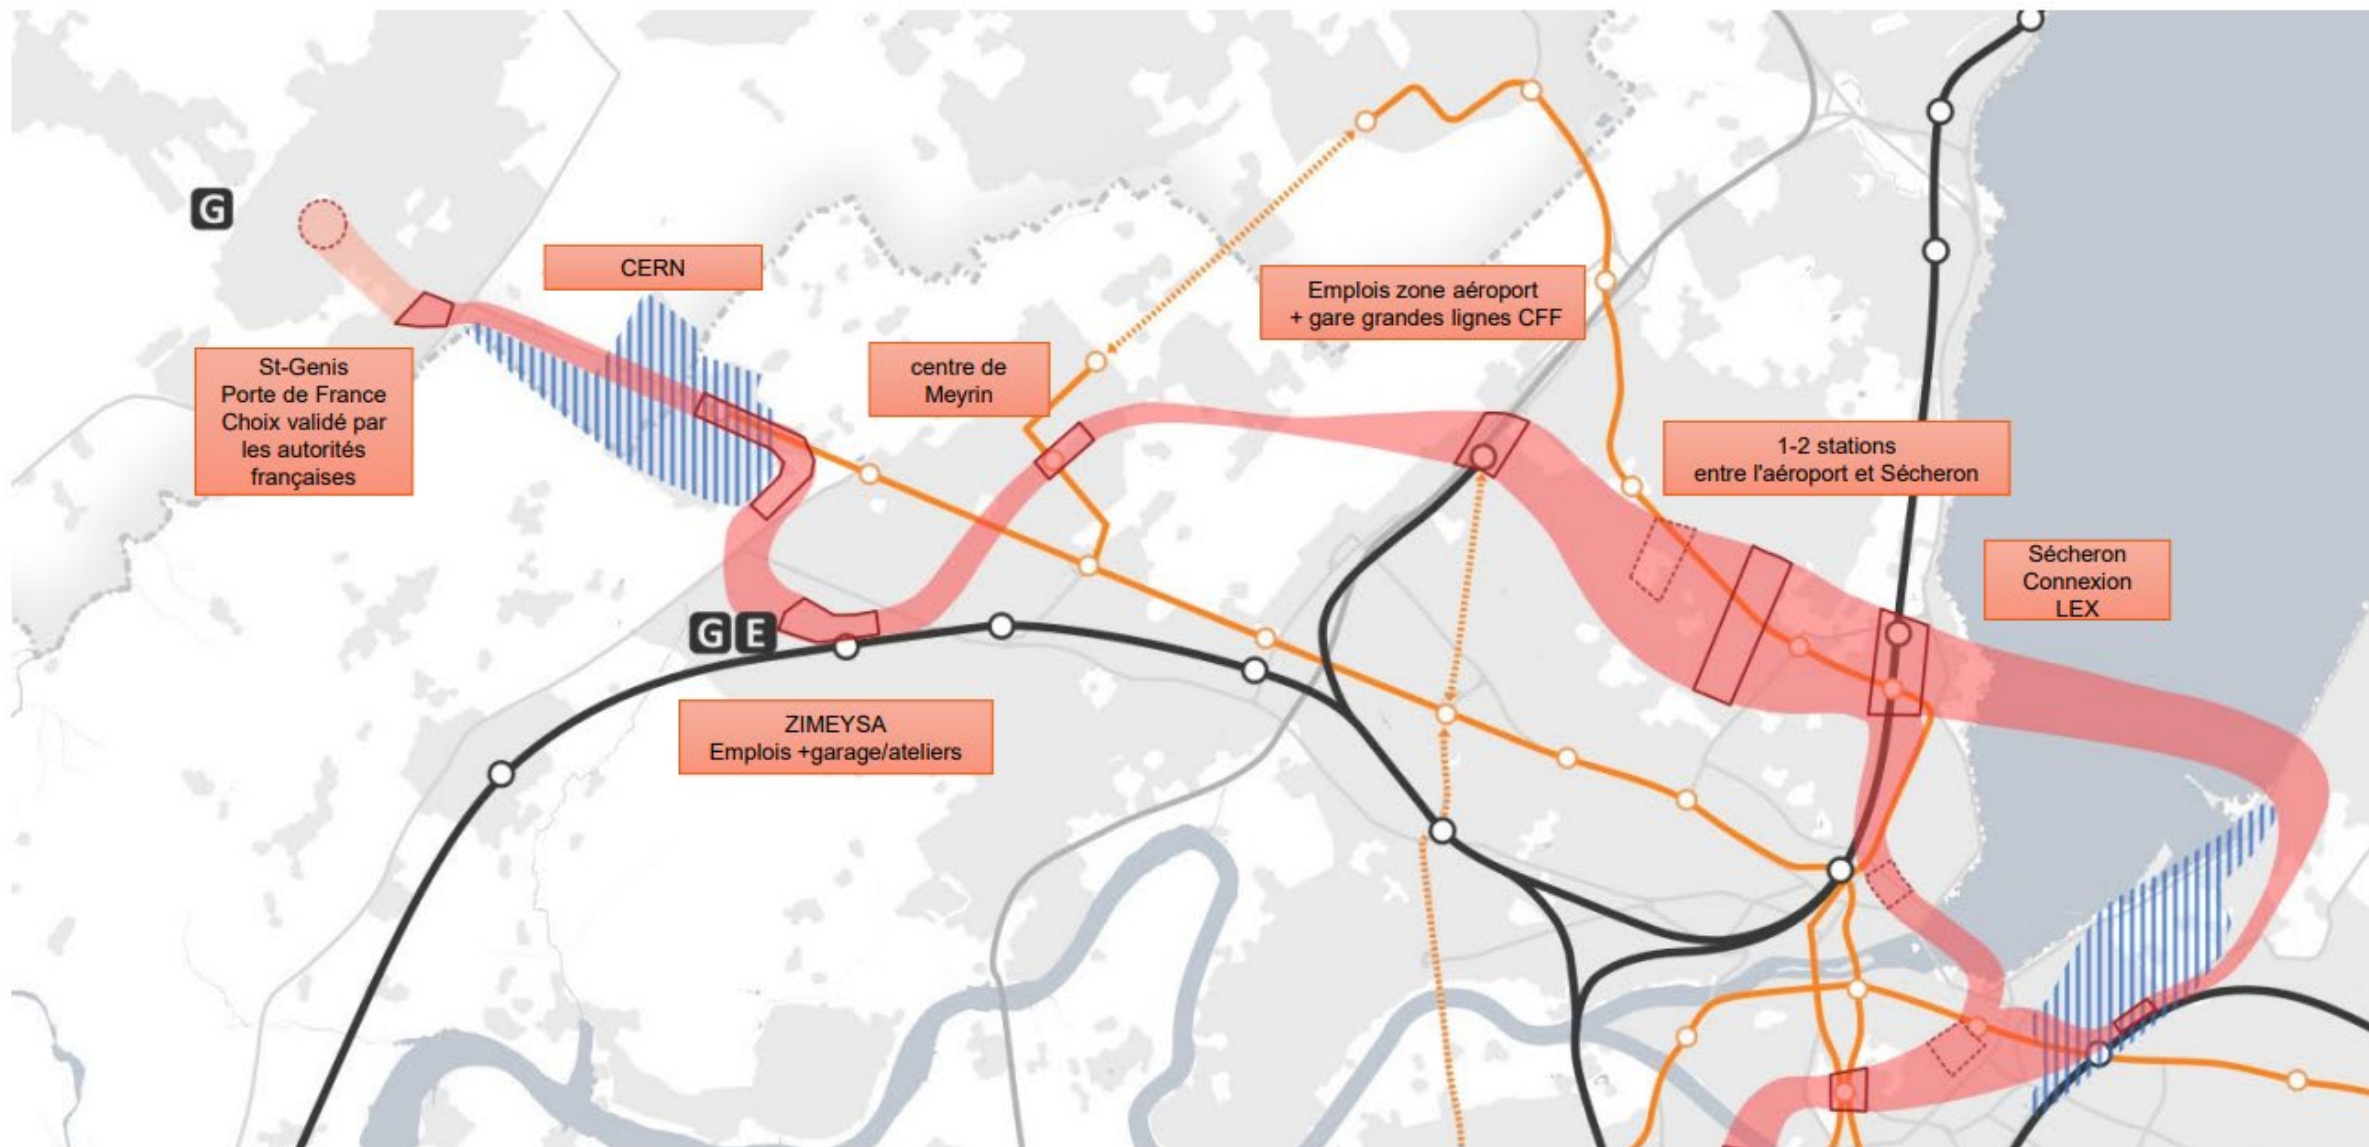 G
CERN
Emplois zone aéroport
+ gare grandes lignes CFF
St-Genis
Porte de France
Choix validé par
les autorités
françaises
centre de
Meyrin
1-2 stations
entre l'aéroport et Sécheron
Sécheron
Connexion
LEX
G E
ZIMEYSA
Emplois +garage/ateliers